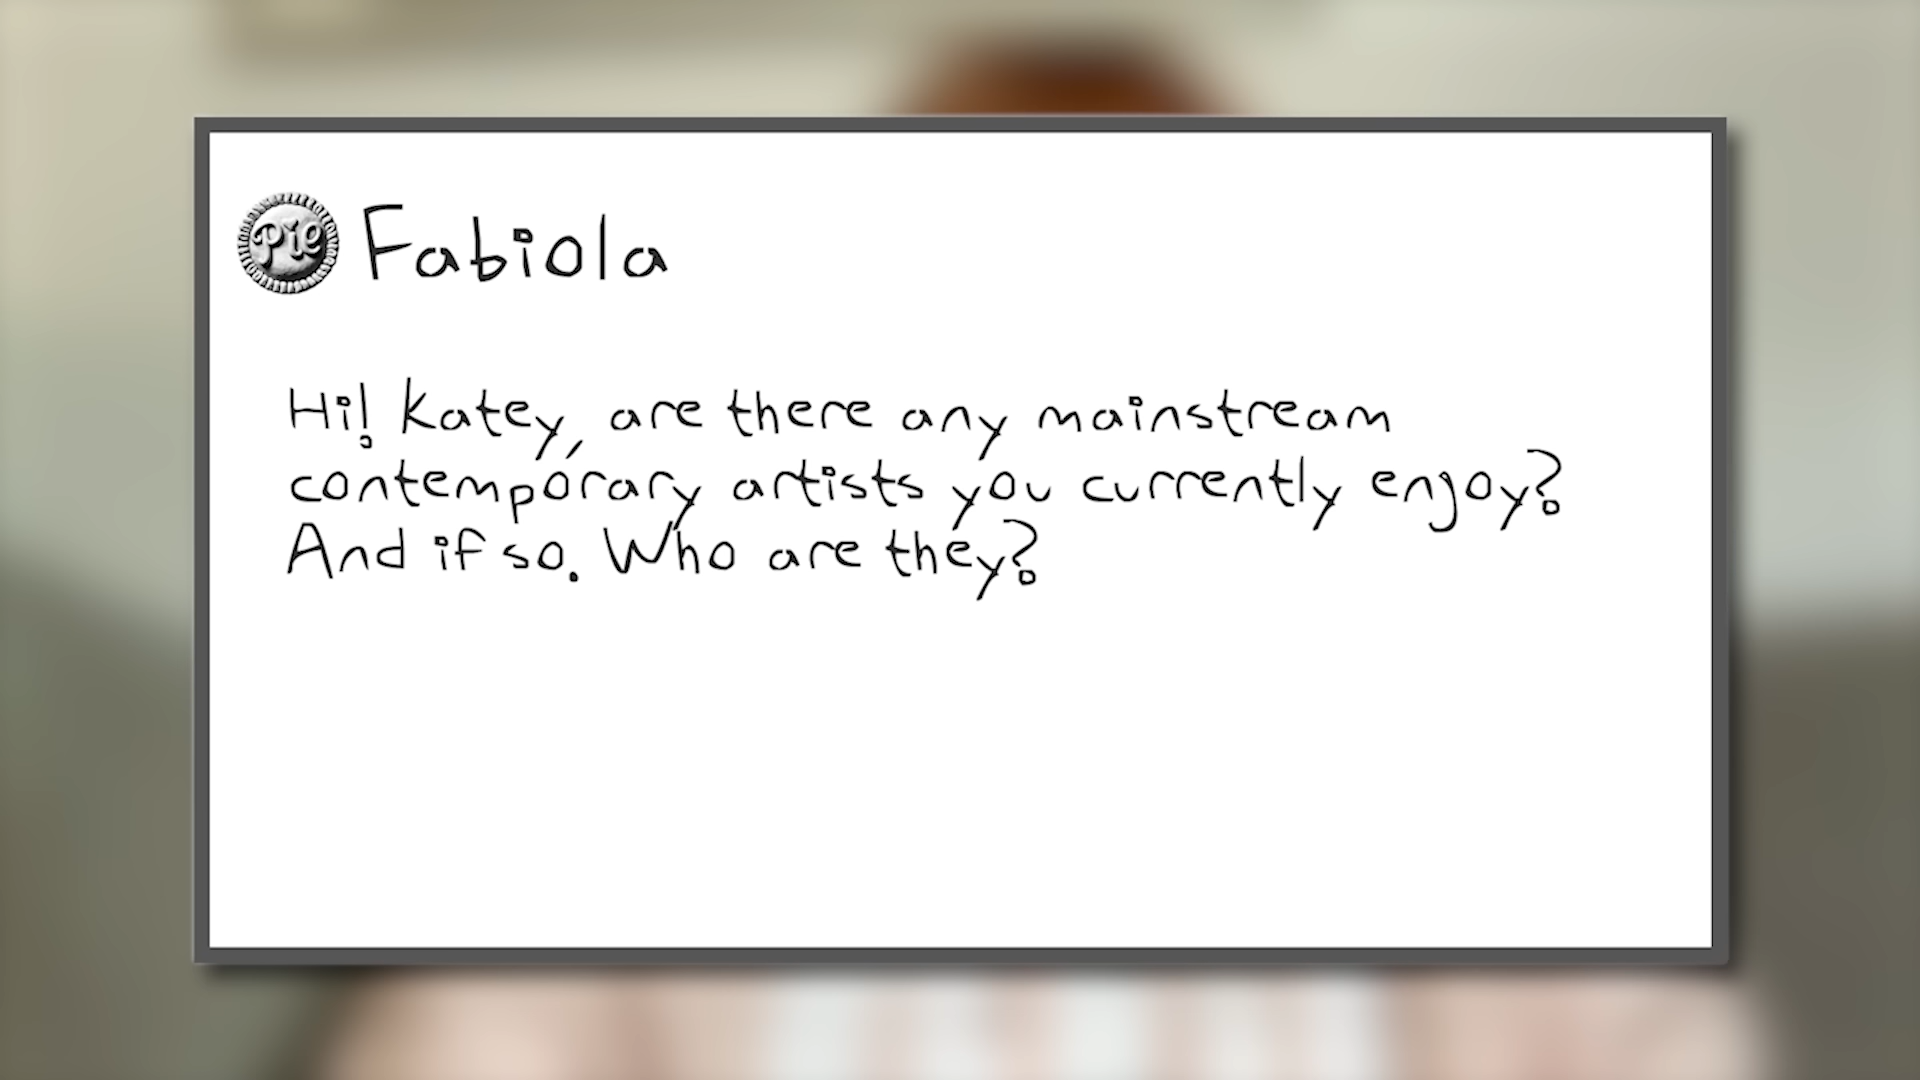 Pie
Fabiola
Hi! Katey, are there any mainstream
contemporary artists you currently enjoy?
And if so. Who are they?